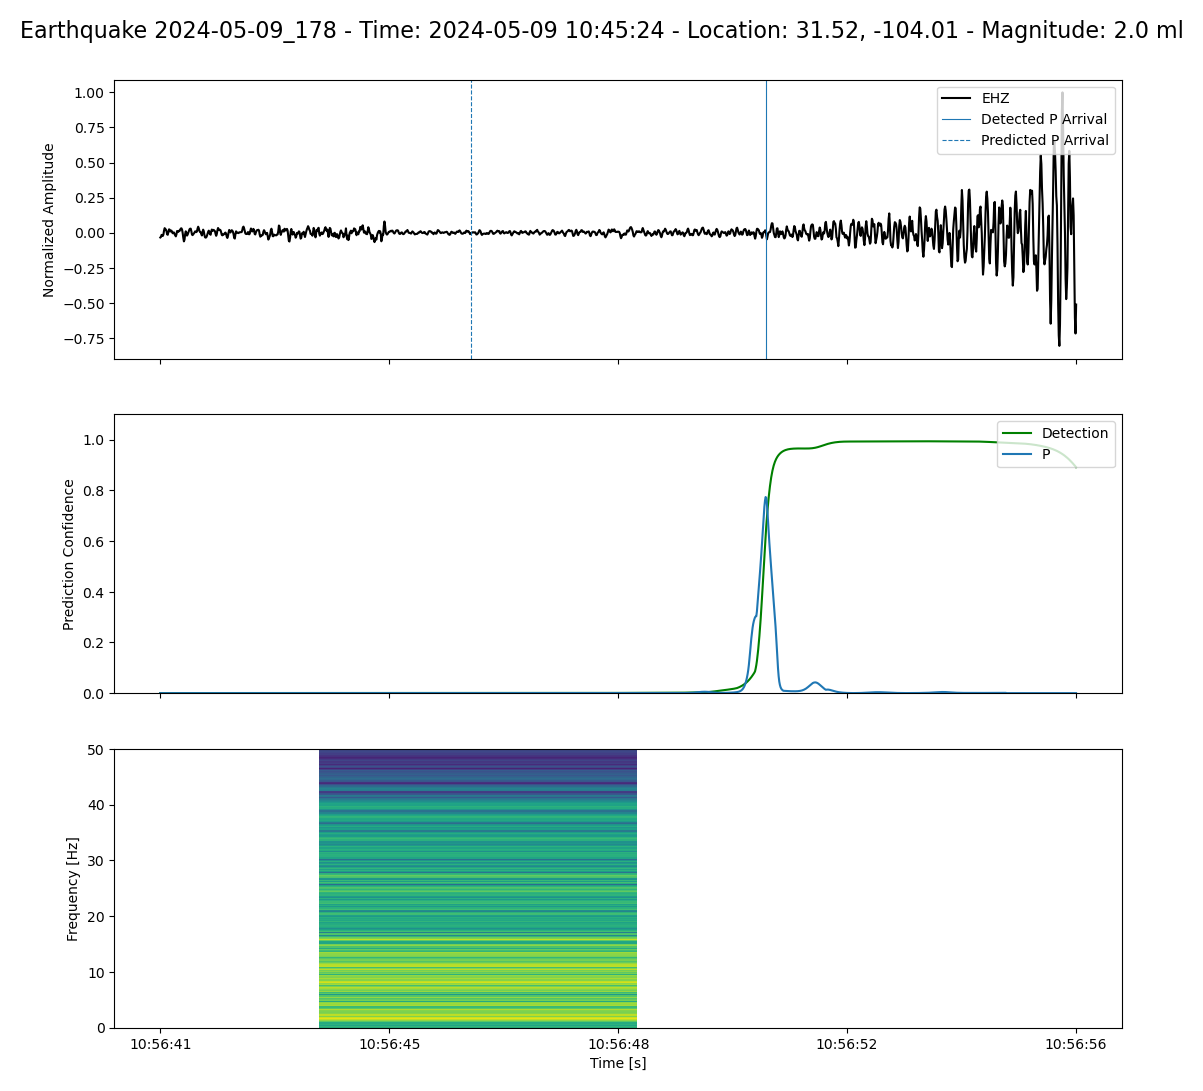 Earthquake 2024-05-09_178 - Time: 2024-05-09 10:45:24 - Location: 31.52, -104.01 - Magnitude: 2.0 ml
1.00
0.75
0.50
0.25
0.00
−0.25
−0.50
−0.75
Normalized Amplitude
EHZ
Detected P Arrival
Predicted P Arrival
1.0
0.8
0.6
0.4
0.2
0.0
Prediction Confidence
Detection
P
50
40
30
20
10
0
Frequency [Hz]
10:56:41 10:56:45 10:56:48 10:56:52 10:56:56
Time [s]